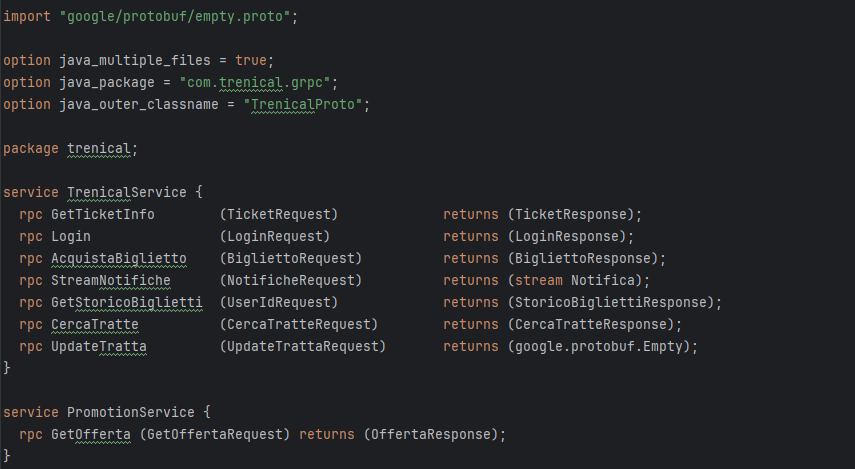 import "google/protobuf/empty.proto";
option java_multiple_files = true;
option java_package = "com.trenical.grpc";
option java_outer_classname = "TrenicalProto";
package trenical;
service TrenicalService {
rpc GetTicketInfo (TicketRequest) returns (TicketResponse);
rpc Login (LoginRequest) returns (LoginResponse);
rpc AcquistaBiglietto (BigliettoRequest) returns (BigliettoResponse);
rpc StreamNotifiche (NotificheRequest) returns (stream Notifica);
rpc GetStoricoBiglietti (UserIdRequest) returns (StoricoBigliettiResponse);
rpc CercaTratte (CercaTratteRequest) returns (CercaTratteResponse);
rpc UpdateTratta (UpdateTrattaRequest) returns (google.protobuf.Empty);
}
service PromotionService {
rpc GetOfferta (GetOffertaRequest) returns (OffertaResponse);
}